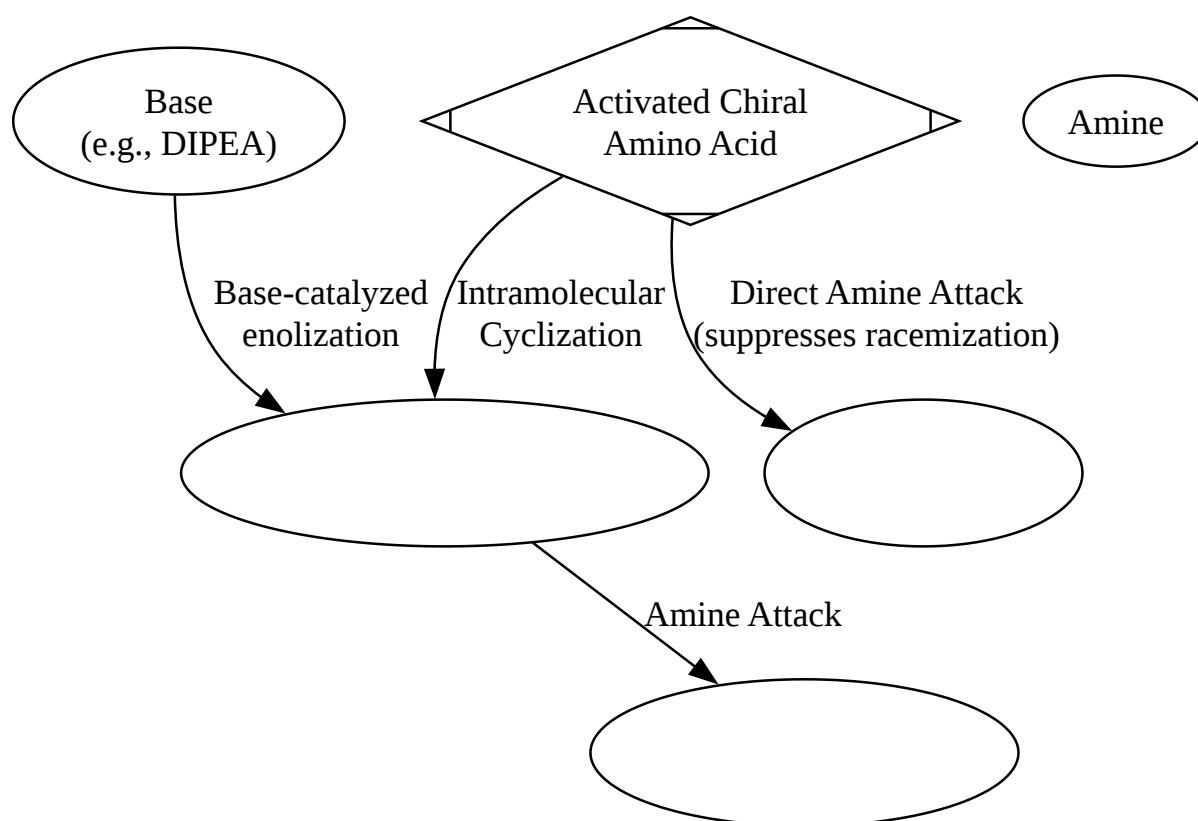 Base
(e.g., DIPEA)
Activated Chiral
Amino Acid
Amine
Base-catalyzed
enolization
Intramolecular
Cyclization
Direct Amine Attack
(suppresses racemization)
Amine Attack